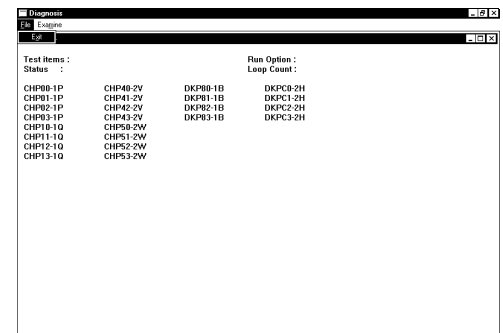 Diagnosis
File Examine
Exit
Test items : Run Option :
Status : Loop Count :
CHP00-1P CHP40-2V DKP80-1B DKPC0-2H
CHP01-1P CHP41-2V DKP81-1B DKPC1-2H
CHP02-1P CHP42-2V DKP82-1B DKPC2-2H
CHP03-1P CHP43-2V DKP83-1B DKPC3-2H
CHP10-1Q CHP50-2W
CHP11-1Q CHP51-2W
CHP12-1Q CHP52-2W
CHP13-1Q CHP53-2W